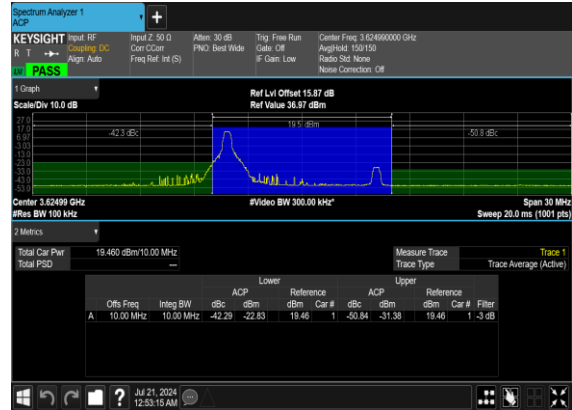 Spectrum Analyzer 1
ACP
+
KEYSIGHT Input: RF Input Z: 50 Ω Atten: 30 dB Trig: Free Run Center Freq: 3.624990000 GHz
R T Coupling: DC Corr CCorr PNO: Best Wide Gate: Off Avg|Hold: 150/150
Align: Auto Freq Ref: Int (S) IF Gain: Low Radio Std: None
Noise Correction: Off
PASS
1 Graph
Ref Lvl Offset 15.87 dB
Scale/Div 10.0 dB Ref Value 36.97 dBm
27.0
17.0
6.97
-3.03
-13.0
-23.0
-33.0
-43.0
-53.0
-42.3 dBc
19.5 dBm
-50.8 dBc
Center 3.62499 GHz #Video BW 300.00 kHz* Span 30 MHz
#Res BW 100 kHz Sweep 20.0 ms (1001 pts)
2 Metrics
Total Car Pwr 19.460 dBm/10.00 MHz Measure Trace Trace 1
Total PSD --- Trace Type Trace Average (Active)
Lower Upper
ACP Reference ACP Reference
Offs Freq Integ BW dBc dBm dBm Car # dBc dBm dBm Car # Filter
A 10.00 MHz 10.00 MHz -42.29 -22.83 19.46 1 -50.84 -31.38 19.46 1 -3 dB
?
Jul 21, 2024
12:53:15 AM